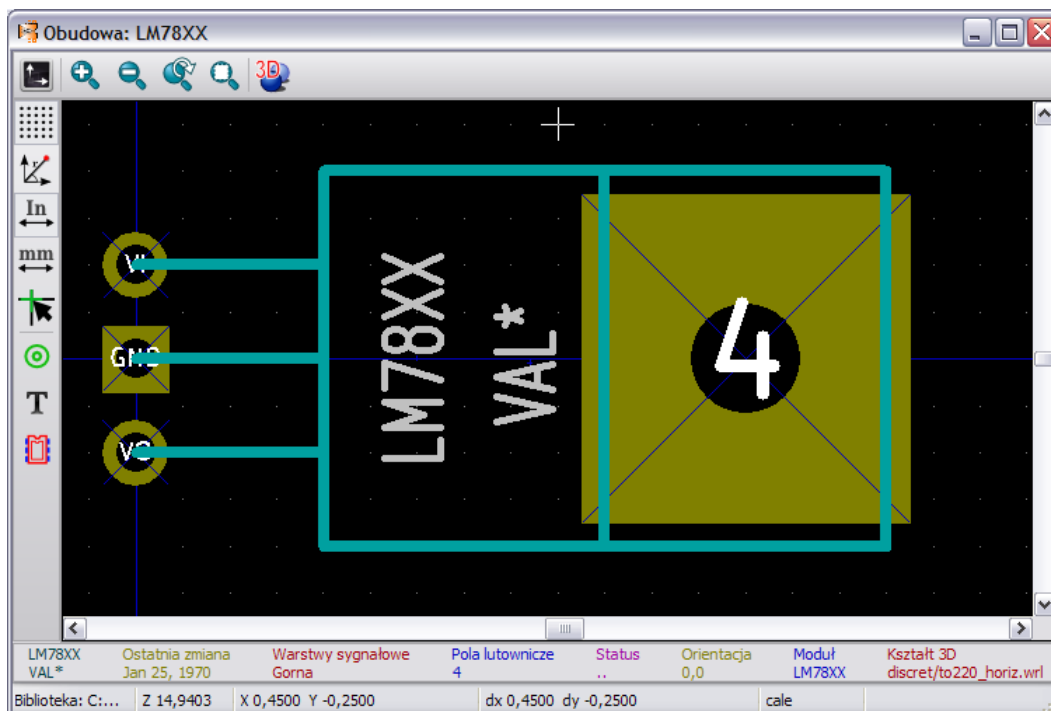 Obudowa: LM78XX
3D
In
mm
T
VI
GND
VO
LM78XX
VAL*
4
LM78XX Ostatnia zmiana Warstwy sygnałowe Pola lutownicze Status Orientacja Moduł Kształt 3D
VAL* Jan 25, 1970 Gorna 4 .. 0,0 LM78XX discret/to220_horiz.wrl
Biblioteka: C:... Z 14,9403 X 0,4500 Y -0,2500 dx 0,4500 dy -0,2500 cale